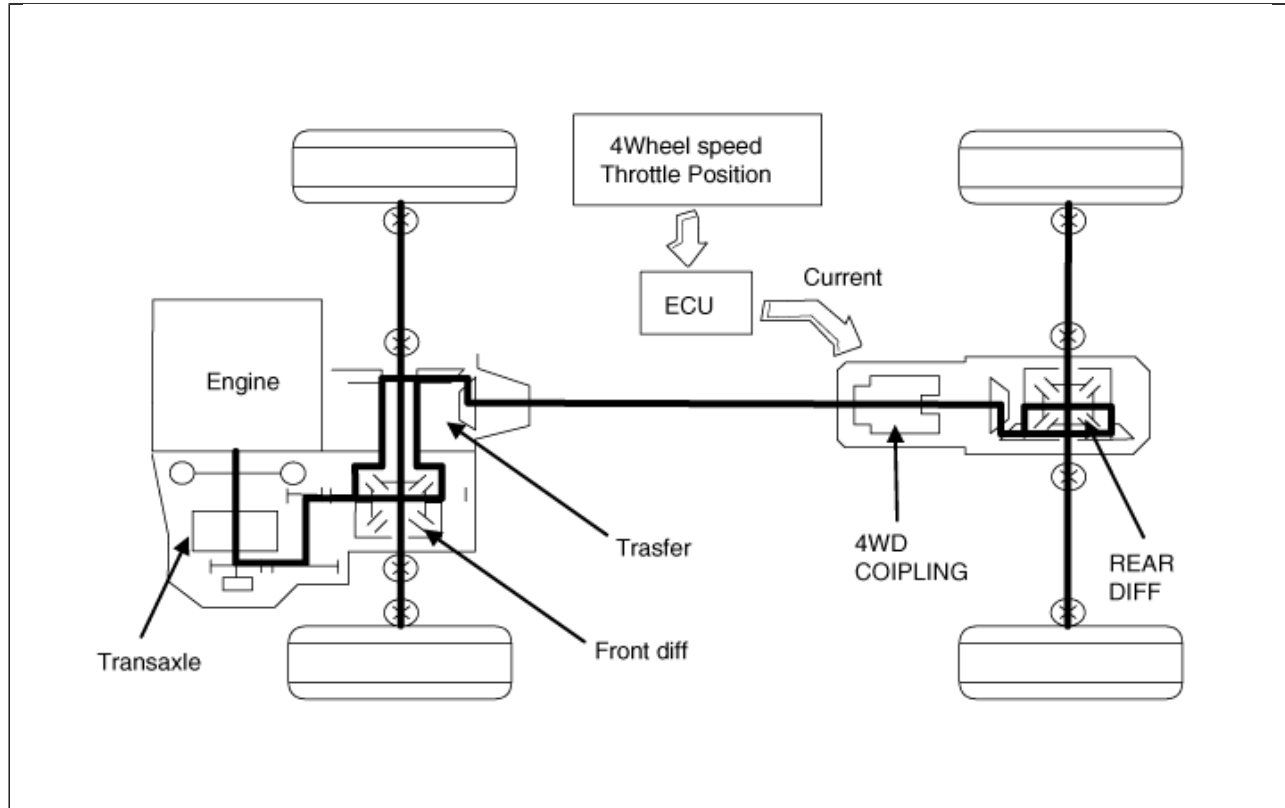 4Wheel speed
Throttle Position
ECU
Current
Engine
Trasfer
4WD
COIPLING
REAR
DIFF
Front diff
Transaxle